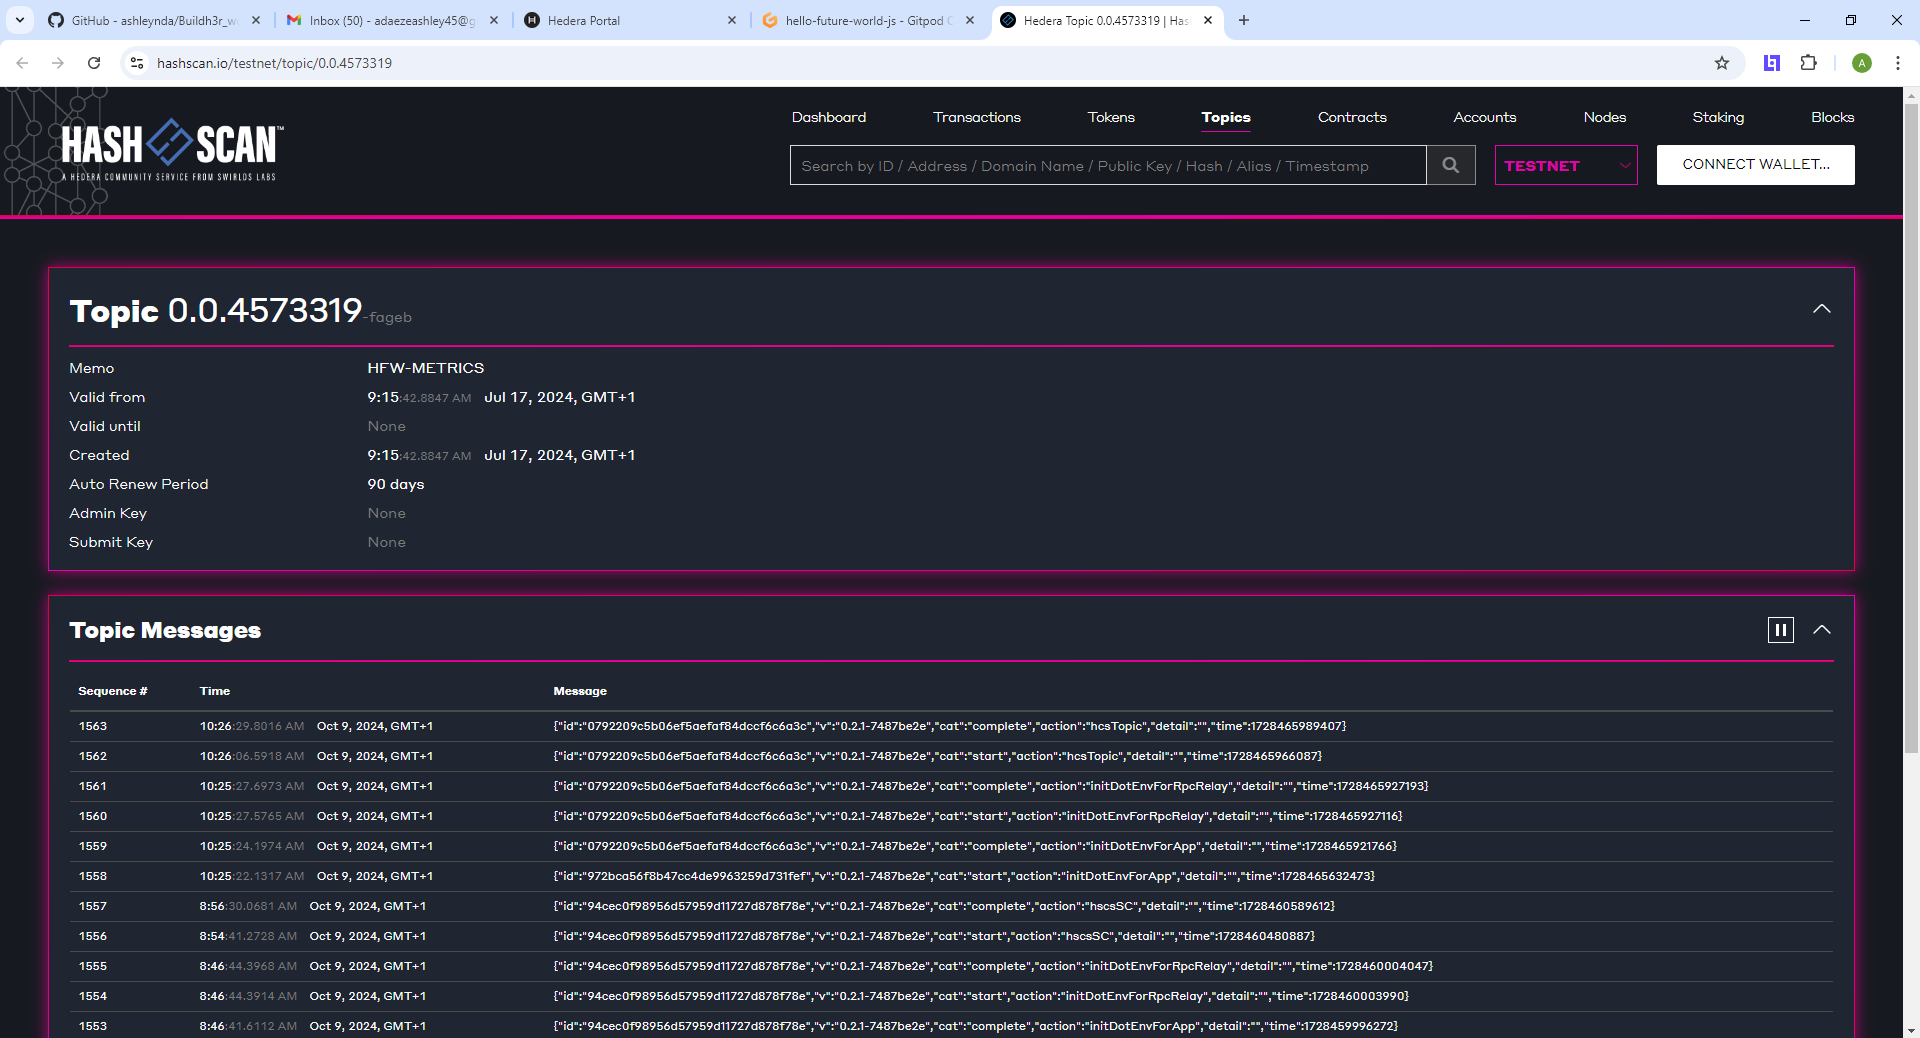 GitHub - ashleynda/Buildh3r_w
Inbox (50) - adaezeashley45@g
Hedera Portal
hello-future-world-js - Gitpod
Hedera Topic 0.0.4573319 | Has
hashscan.io/testnet/topic/0.0.4573319
A
HASH SCAN™
A HEDERA COMMUNITY SERVICE FROM SWIRLDS LABS
Dashboard Transactions Tokens Topics Contracts Accounts Nodes Staking Blocks
Search by ID / Address / Domain Name / Public Key / Hash / Alias / Timestamp
TESTNET
CONNECT WALLET...
Topic 0.0.4573319-fageb
Memo HFW-METRICS
Valid from 9:15:42.8847 AM Jul 17, 2024, GMT+1
Valid until None
Created 9:15:42.8847 AM Jul 17, 2024, GMT+1
Auto Renew Period 90 days
Admin Key None
Submit Key None
Topic Messages
Sequence # Time Message
1563 10:26:29.8016 AM Oct 9, 2024, GMT+1 {"id":"0792209c5b06ef5aefaf84dccf6c6a3c","v":"0.2.1-7487be2e","cat":"complete","action":"hcsTopic","detail":"","time":1728465989407}
1562 10:26:06.5918 AM Oct 9, 2024, GMT+1 {"id":"0792209c5b06ef5aefaf84dccf6c6a3c","v":"0.2.1-7487be2e","cat":"start","action":"hcsTopic","detail":"","time":1728465966087}
1561 10:25:27.6973 AM Oct 9, 2024, GMT+1 {"id":"0792209c5b06ef5aefaf84dccf6c6a3c","v":"0.2.1-7487be2e","cat":"complete","action":"initDotEnvForRpcRelay","detail":"","time":1728465927193}
1560 10:25:27.5765 AM Oct 9, 2024, GMT+1 {"id":"0792209c5b06ef5aefaf84dccf6c6a3c","v":"0.2.1-7487be2e","cat":"start","action":"initDotEnvForRpcRelay","detail":"","time":1728465927116}
1559 10:25:24.1974 AM Oct 9, 2024, GMT+1 {"id":"0792209c5b06ef5aefaf84dccf6c6a3c","v":"0.2.1-7487be2e","cat":"complete","action":"initDotEnvForApp","detail":"","time":1728465921766}
1558 10:25:22.1317 AM Oct 9, 2024, GMT+1 {"id":"972bca56f8b47cc4de9963259d731fef","v":"0.2.1-7487be2e","cat":"start","action":"initDotEnvForApp","detail":"","time":1728465632473}
1557 8:56:30.0681 AM Oct 9, 2024, GMT+1 {"id":"94cec0f98956d57959d11727d878f78e","v":"0.2.1-7487be2e","cat":"complete","action":"hscsSC","detail":"","time":1728460589612}
1556 8:54:41.2728 AM Oct 9, 2024, GMT+1 {"id":"94cec0f98956d57959d11727d878f78e","v":"0.2.1-7487be2e","cat":"start","action":"hscsSC","detail":"","time":1728460480887}
1555 8:46:44.3968 AM Oct 9, 2024, GMT+1 {"id":"94cec0f98956d57959d11727d878f78e","v":"0.2.1-7487be2e","cat":"complete","action":"initDotEnvForRpcRelay","detail":"","time":1728460004047}
1554 8:46:44.3914 AM Oct 9, 2024, GMT+1 {"id":"94cec0f98956d57959d11727d878f78e","v":"0.2.1-7487be2e","cat":"start","action":"initDotEnvForRpcRelay","detail":"","time":1728460003990}
1553 8:46:41.6112 AM Oct 9, 2024, GMT+1 {"id":"94cec0f98956d57959d11727d878f78e","v":"0.2.1-7487be2e","cat":"complete","action":"initDotEnvForApp","detail":"","time":1728459996272}